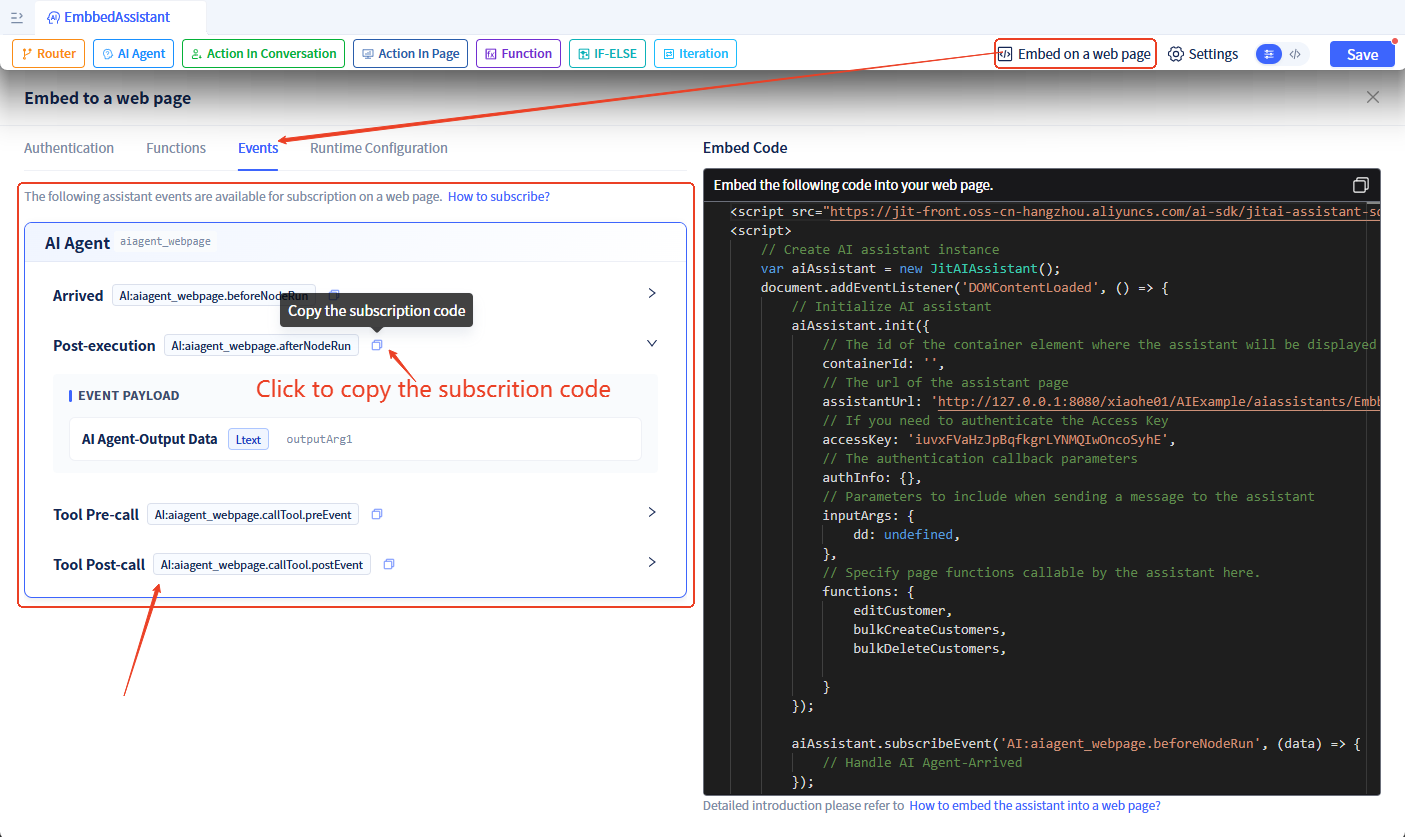 EmbbedAssistant
Router AI Agent Action In Conversation Action In Page Function IF-ELSE Iteration Embed on a web page Settings Save
Embed to a web page
Authentication Functions Events Runtime Configuration
The following assistant events are available for subscription on a web page. How to subscribe?
AI Agent aiagent_webpage
Arrived AI:aiagent_webpage.beforeNodeRun
Copy the subscription code
Post-execution AI:aiagent_webpage.afterNodeRun
Click to copy the subscrition code
EVENT PAYLOAD
AI Agent-Output Data Ltext outputArg1
Tool Pre-call AI:aiagent_webpage.callTool.preEvent
Tool Post-call AI:aiagent_webpage.callTool.postEvent
Embed Code
Embed the following code into your web page.
<script src="https://jit-front.oss-cn-hangzhou.aliyuncs.com/ai-sdk/jitai-assistant-sd
<script>
// Create AI assistant instance
var aiAssistant = new JitAIAssistant();
document.addEventListener('DOMContentLoaded', () => {
// Initialize AI assistant
aiAssistant.init({
// The id of the container element where the assistant will be displayed
containerId: '',
// The url of the assistant page
assistantUrl: 'http://127.0.0.1:8080/xiaohe01/AIExample/aiassistants/Embb
// If you need to authenticate the Access Key
accessKey: 'iuvxFVaHzJpBqfkgrLYNMQIwOncoSyhE',
// The authentication callback parameters
authInfo: {},
// Parameters to include when sending a message to the assistant
inputArgs: {
dd: undefined,
},
// Specify page functions callable by the assistant here.
functions: {
editCustomer,
bulkCreateCustomers,
bulkDeleteCustomers,
}
});
aiAssistant.subscribeEvent('AI:aiagent_webpage.beforeNodeRun', (data) => {
// Handle AI Agent-Arrived
});
Detailed introduction please refer to How to embed the assistant into a web page?